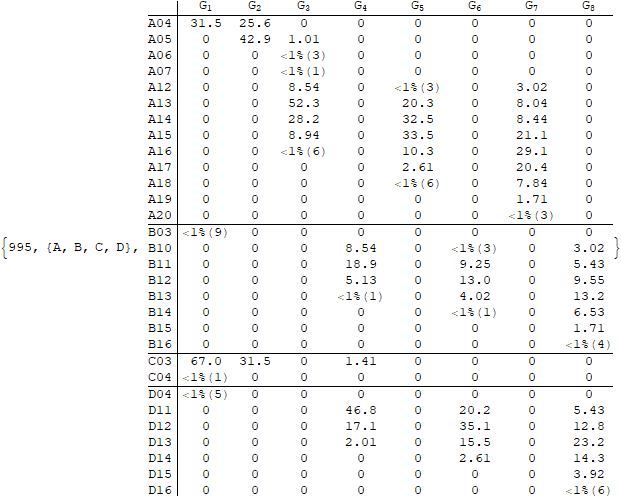 G₁ G₂ G₃ G₄ G₅ G₆ G₇ G₈
A04 31.5 25.6 0 0 0 0 0 0
A05 0 42.9 1.01 0 0 0 0 0
A06 0 0 <1%(3) 0 0 0 0 0
A07 0 0 <1%(1) 0 0 0 0 0
A12 0 0 8.54 0 <1%(3) 0 3.02 0
A13 0 0 52.3 0 20.3 0 8.04 0
A14 0 0 28.2 0 32.5 0 8.44 0
A15 0 0 8.94 0 33.5 0 21.1 0
A16 0 0 <1%(6) 0 10.3 0 29.1 0
A17 0 0 0 0 2.61 0 20.4 0
A18 0 0 0 0 <1%(6) 0 7.84 0
A19 0 0 0 0 0 0 1.71 0
A20 0 0 0 0 0 0 <1%(3) 0
B03 <1%(9) 0 0 0 0 0 0 0
{995, {A, B, C, D}, B10 0 0 0 8.54 0 <1%(3) 0 3.02 }
B11 0 0 0 18.9 0 9.25 0 5.43
B12 0 0 0 5.13 0 13.0 0 9.55
B13 0 0 0 <1%(1) 0 4.02 0 13.2
B14 0 0 0 0 0 <1%(1) 0 6.53
B15 0 0 0 0 0 0 0 1.71
B16 0 0 0 0 0 0 0 <1%(4)
C03 67.0 31.5 0 1.41 0 0 0 0
C04 <1%(1) 0 0 0 0 0 0 0
D04 <1%(5) 0 0 0 0 0 0 0
D11 0 0 0 46.8 0 20.2 0 5.43
D12 0 0 0 17.1 0 35.1 0 12.8
D13 0 0 0 2.01 0 15.5 0 23.2
D14 0 0 0 0 0 2.61 0 14.3
D15 0 0 0 0 0 0 0 3.92
D16 0 0 0 0 0 0 0 <1%(6)